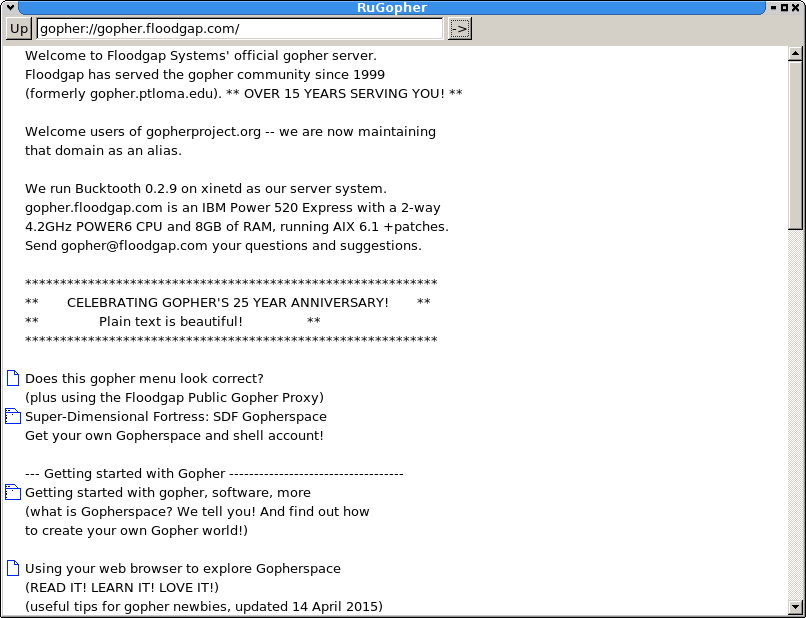 RuGopher
Up gopher://gopher.floodgap.com/ ->
Welcome to Floodgap Systems' official gopher server.
Floodgap has served the gopher community since 1999
(formerly gopher.ptloma.edu). ** OVER 15 YEARS SERVING YOU! **
Welcome users of gopherproject.org -- we are now maintaining
that domain as an alias.
We run Bucktooth 0.2.9 on xinetd as our server system.
gopher.floodgap.com is an IBM Power 520 Express with a 2-way
4.2GHz POWER6 CPU and 8GB of RAM, running AIX 6.1 +patches.
Send gopher@floodgap.com your questions and suggestions.
***********************************************************
** CELEBRATING GOPHER'S 25 YEAR ANNIVERSARY! **
** Plain text is beautiful! **
***********************************************************
Does this gopher menu look correct?
(plus using the Floodgap Public Gopher Proxy)
Super-Dimensional Fortress: SDF Gopherspace
Get your own Gopherspace and shell account!
--- Getting started with Gopher ------------------------------------
Getting started with gopher, software, more
(what is Gopherspace? We tell you! And find out how
to create your own Gopher world!)
Using your web browser to explore Gopherspace
(READ IT! LEARN IT! LOVE IT!)
(useful tips for gopher newbies, updated 14 April 2015)